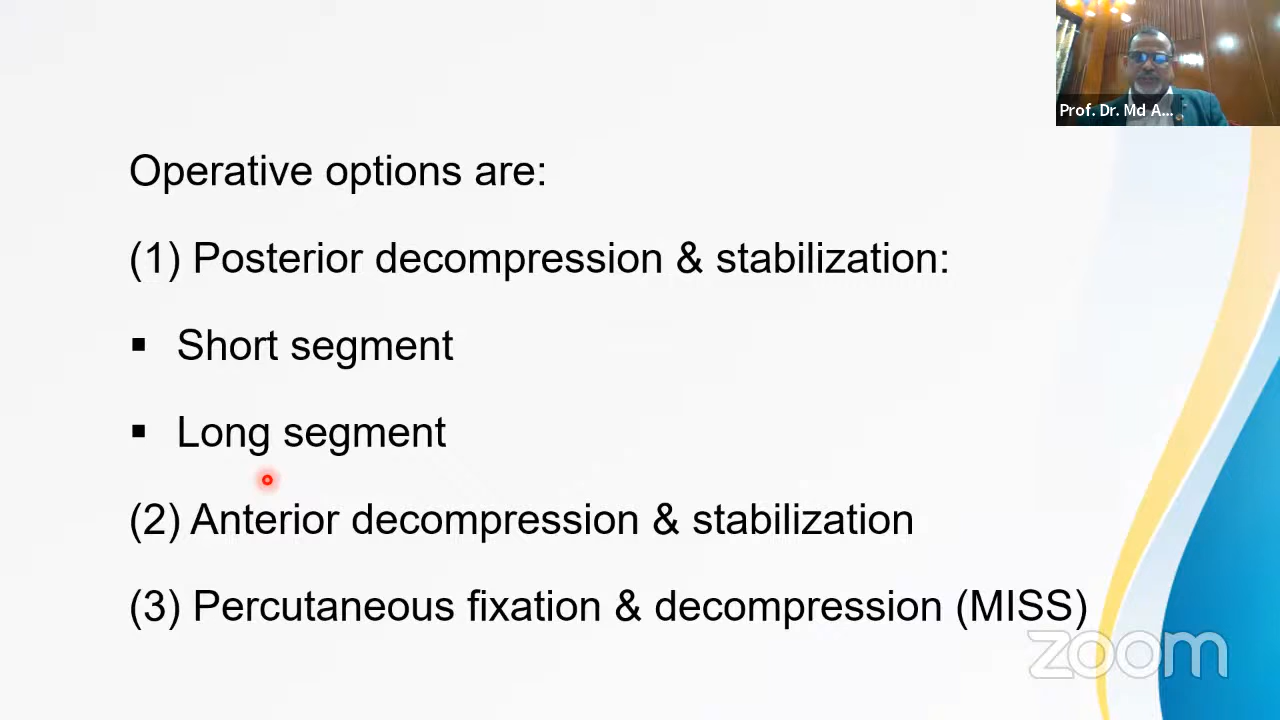 Prof. Dr. Md A...
Operative options are:
(1) Posterior decompression & stabilization:
▪ Short segment
▪ Long segment
(2) Anterior decompression & stabilization
(3) Percutaneous fixation & decompression (MISS)
zoom